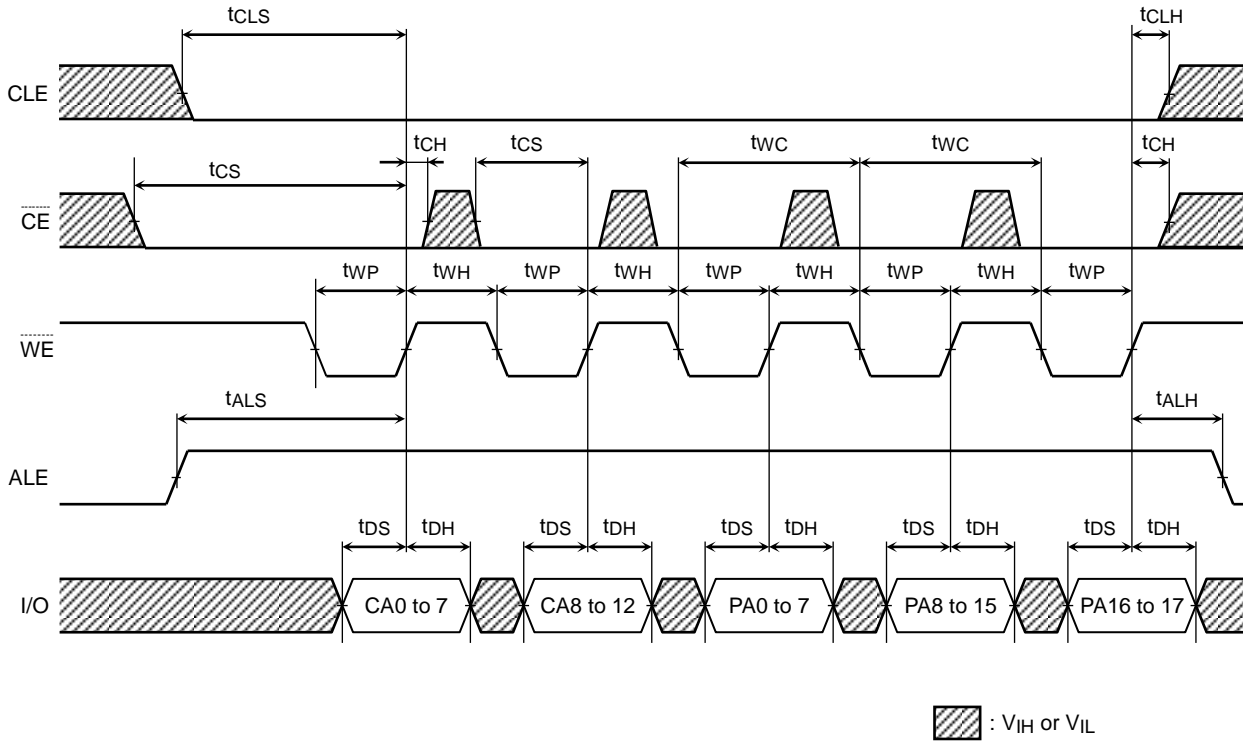 tCLS
tCLH
CLE
tCH
tCS
tWC
tWC
tCH
tCS
CE
tWP
tWH
tWP
tWH
tWP
tWH
tWP
tWH
tWP
WE
tALS
tALH
ALE
tDS
tDH
tDS
tDH
tDS
tDH
tDS
tDH
tDS
tDH
I/O
CA0 to 7
CA8 to 12
PA0 to 7
PA8 to 15
PA16 to 17
: VIH or VIL